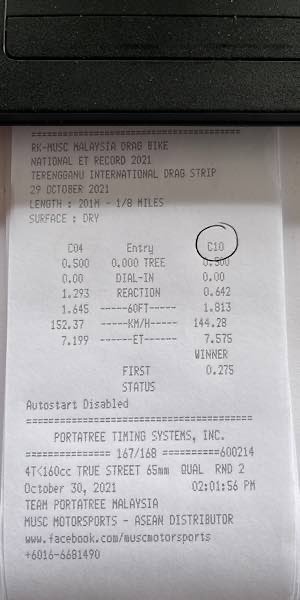 ========================================
RK-MUSC MALAYSIA DRAG BIKE
NATIONAL ET RECORD 2021
TERENGGANU INTERNATIONAL DRAG STRIP
29 OCTOBER 2021
LENGTH : 201M - 1/8 MILES
SURFACE : DRY
C04 Entry C10
0.500 0.000 TREE 0.500
0.00 DIAL-IN 0.00
1.293 REACTION 0.642
1.645 -----60FT----- 1.813
152.37 -----KM/H----- 144.28
7.199 ------ET------ 7.575
WINNER
FIRST 0.275
STATUS
Autostart Disabled
========================================
PORTATREE TIMING SYSTEMS, INC.
=============== 167/168 ==========600214
4T<160cc TRUE STREET 65mm QUAL RND 2
October 30, 2021 02:01:56 PM
TEAM PORTATREE MALAYSIA
MUSC MOTORSPORTS - ASEAN DISTRIBUTOR
www.facebook.com/muscmotorsports
+6016-6681490